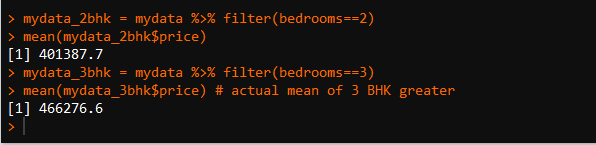 > mydata_2bhk = mydata %>% filter(bedrooms==2)
> mean(mydata_2bhk$price)
[1] 401387.7
> mydata_3bhk = mydata %>% filter(bedrooms==3)
> mean(mydata_3bhk$price) # actual mean of 3 BHK greater
[1] 466276.6
>